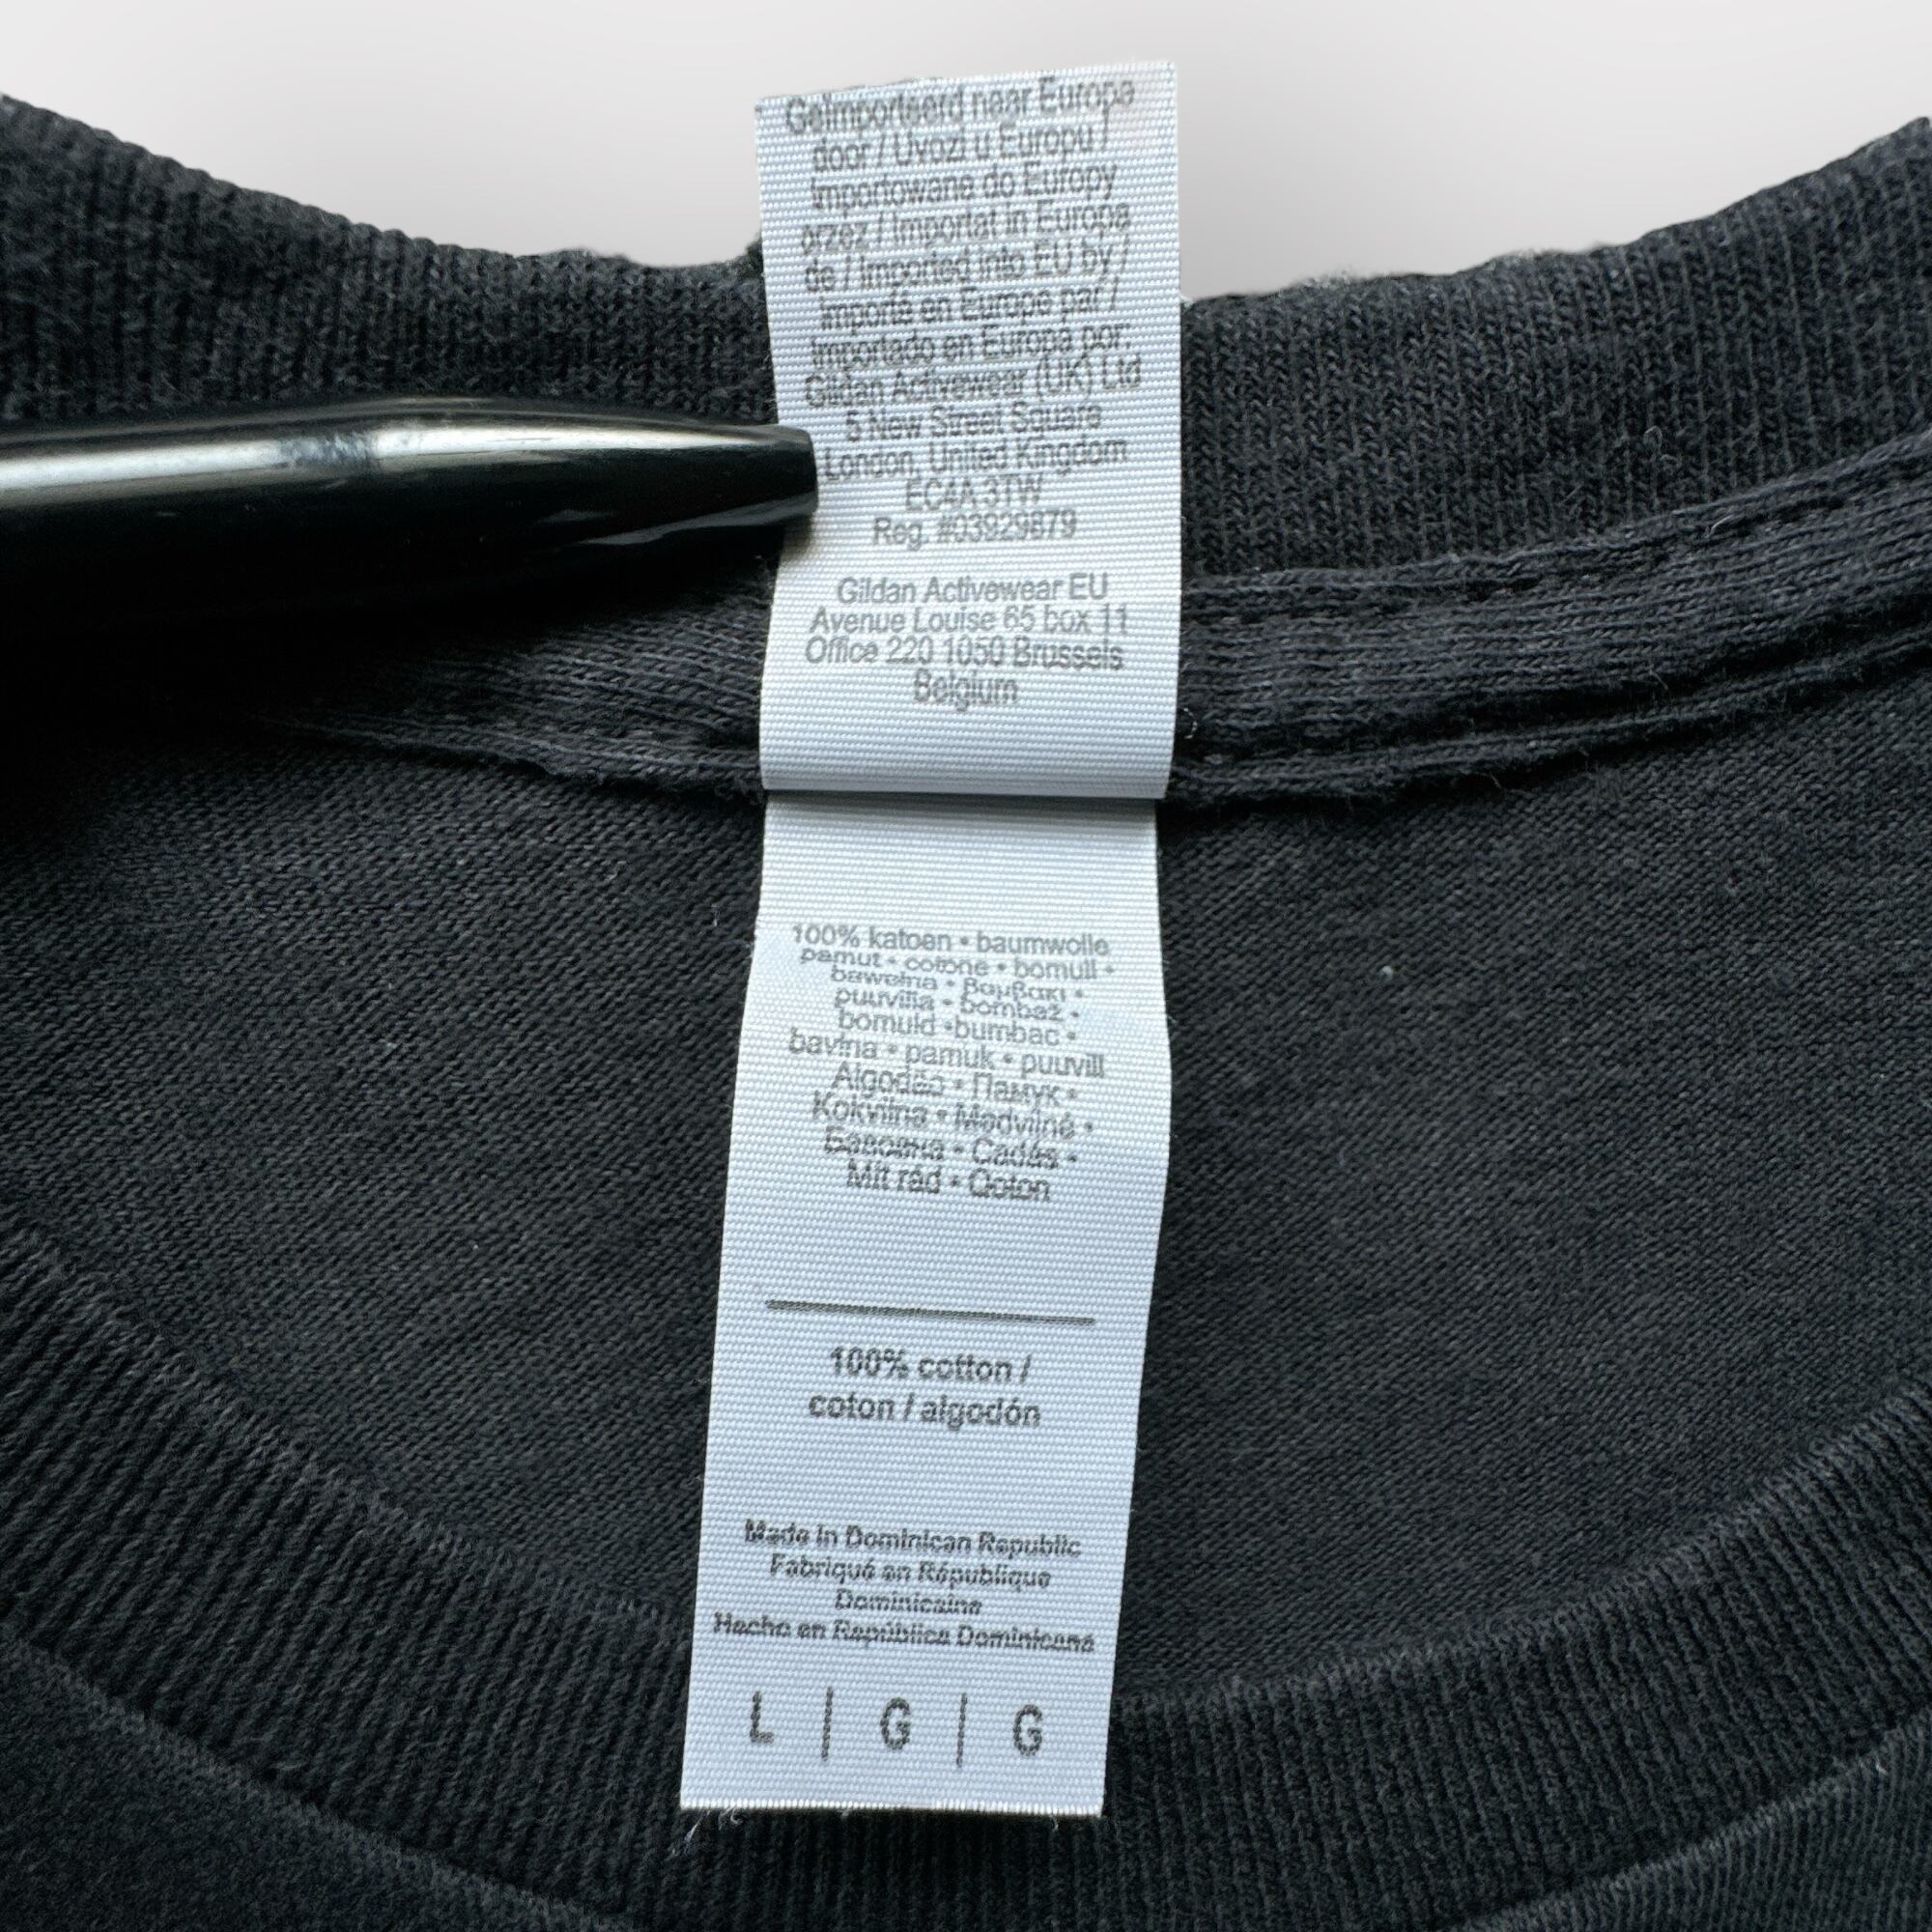 Geïmporteerd naar Europa
door / Uvozi u Europu /
Importowane do Europy
przez / Importat in Europa
de / Imported into EU by /
importé en Europe par /
importado en Europa por
Gildan Activewear (UK) Ltd
5 New Street Square
London, United Kingdom
EC4A 3TW
Reg. #03929879
Gildan Activewear EU
Avenue Louise 65 box 11
Office 220 1050 Brussels
Belgium
100% katoen • baumwolle
pamut • cotone • bomull •
bawełna • βαμβακι •
puuvilla • bombaž •
bomuld •bumbac •
bavlna • pamuk • puuvill
Algodão • Памук •
Kokvilna • Medvilnė •
Бавовна • Cadás •
Mit rád • Qoton
100% cotton /
coton / algodón
Made in Dominican Republic
Fabriqué en République
Dominicaine
Hecho en República Dominicana
L | G | G